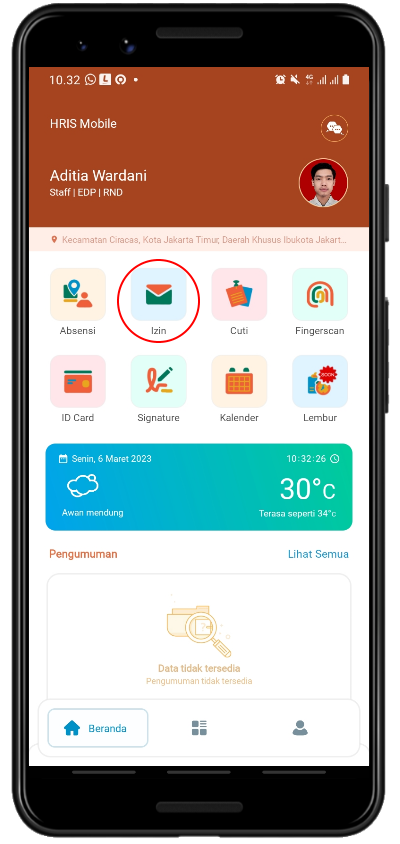 10.32
4G
HRIS Mobile
Aditia Wardani
Staff | EDP | RND
Kecamatan Ciracas, Kota Jakarta Timur, Daerah Khusus Ibukota Jakart...
Absensi Izin Cuti Fingerscan
SOON
ID Card Signature Kalender Lembur
Senin, 6 Maret 2023 10:32:26
30°C
Awan mendung Terasa seperti 34°c
Pengumuman Lihat Semua
Data tidak tersedia
Pengumuman tidak tersedia
Beranda